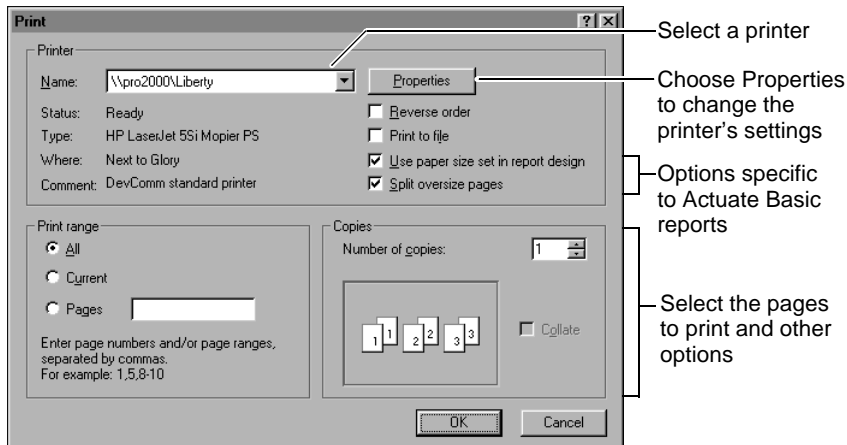 Print
Printer
Name:
\\pro2000\Liberty
Properties
Status: Ready
Type: HP LaserJet 5Si Mopier PS
Where: Next to Glory
Comment: DevComm standard printer
Reverse order
Print to file
Use paper size set in report design
Split oversize pages
Print range
All
Current
Pages
Enter page numbers and/or page ranges,
separated by commas.
For example: 1,5,8-10
Copies
Number of copies:
1
1 1 2 2 3 3
Collate
OK
Cancel
Select a printer
Choose Properties
to change the
printer's settings
Options specific
to Actuate Basic
reports
Select the pages
to print and other
options